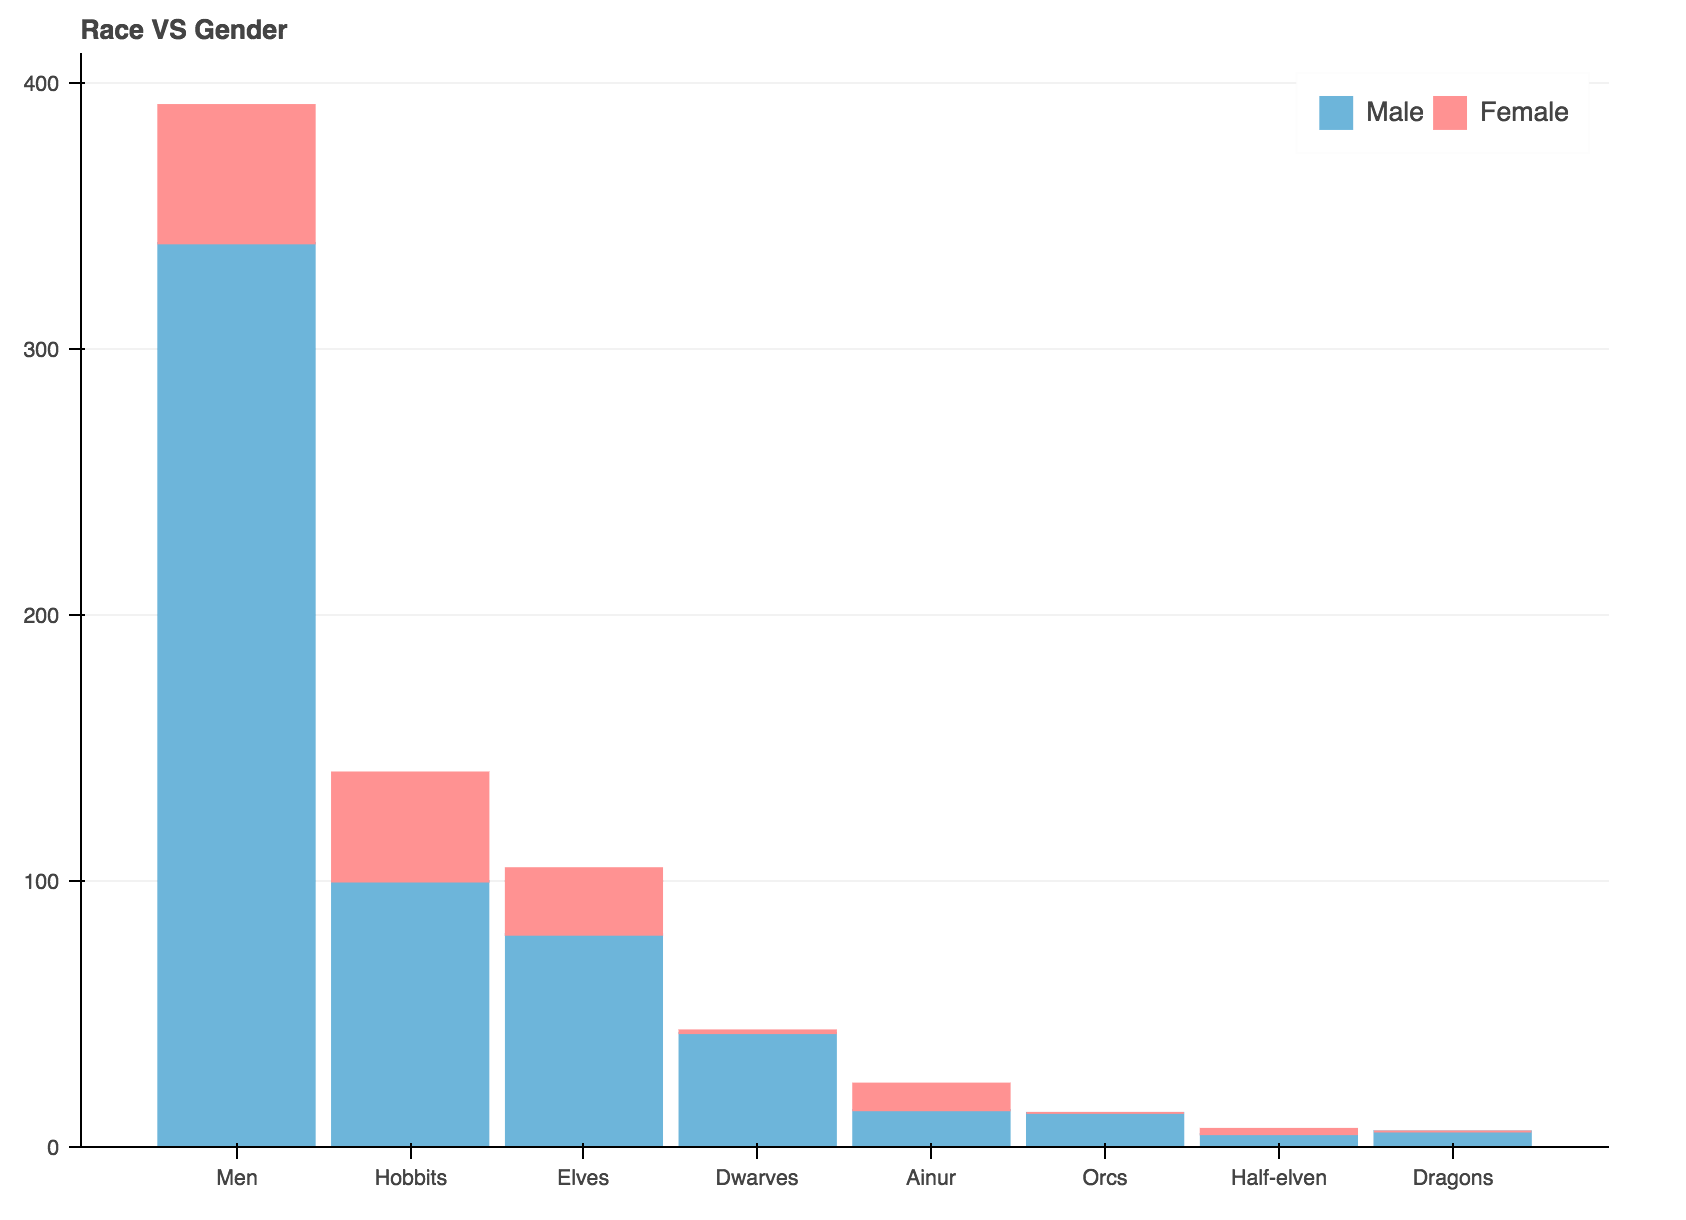 Race VS Gender
400
300
200
100
0
Male Female
Men Hobbits Elves Dwarves Ainur Orcs Half-elven Dragons